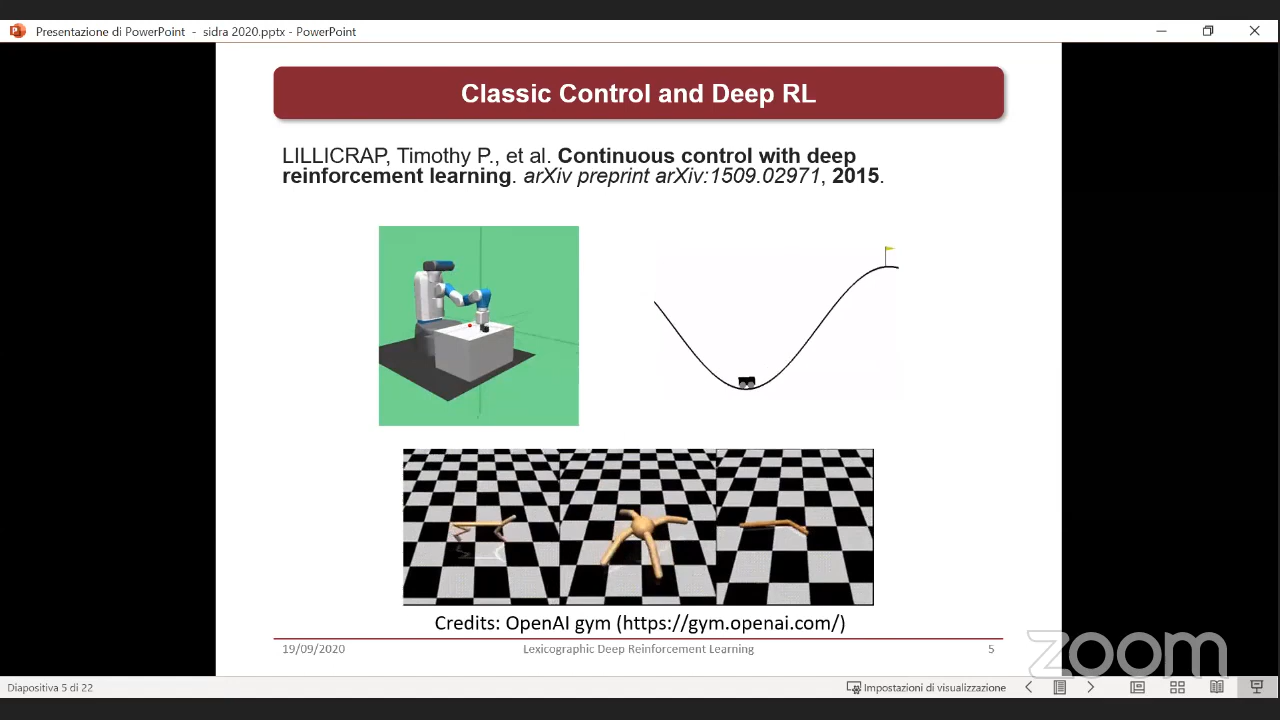 Presentazione di PowerPoint - sidra 2020.pptx - PowerPoint
Classic Control and Deep RL
LILLICRAP, Timothy P., et al. Continuous control with deep
reinforcement learning. arXiv preprint arXiv:1509.02971, 2015.
Credits: OpenAI gym (https://gym.openai.com/)
19/09/2020
Lexicographic Deep Reinforcement Learning
5
zoom
Diapositiva 5 di 22
Impostazioni di visualizzazione